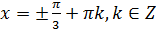 x = ±π/3 + πk, k ∈ Z